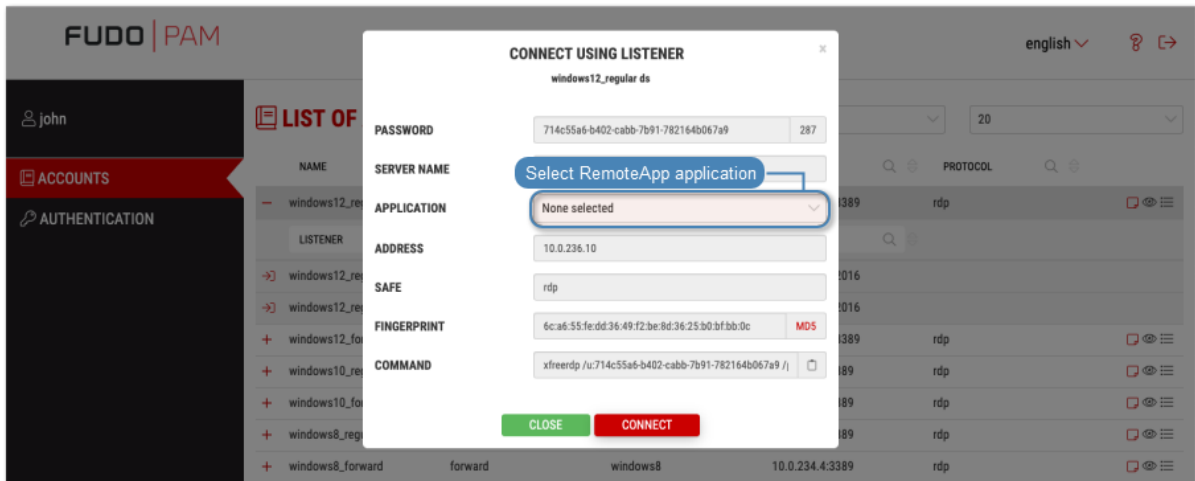 FUDO | PAM
english
john
ACCOUNTS
AUTHENTICATION
LIST OF
20
NAME
PROTOCOL
windows12_re
3389
rdp
LISTENER
windows12_re
2016
windows12_re
2016
windows12_fo
3389
rdp
windows10_re
389
rdp
windows10_fo
389
rdp
windows8_reg
389
rdp
windows8_forward
forward
windows8
10.0.234.4:3389
rdp
CONNECT USING LISTENER
x
windows12_regular ds
PASSWORD
714c55a6-b402-cabb-7b91-782164b067a9
287
SERVER NAME
Select RemoteApp application
APPLICATION
None selected
ADDRESS
10.0.236.10
SAFE
rdp
FINGERPRINT
6c:a6:55:fe:dd:36:49:f2:be:8d:36:25:b0:bf:bb:0c
MD5
COMMAND
xfreerdp /u:714c55a6-b402-cabb-7b91-782164b067a9 /
CLOSE
CONNECT